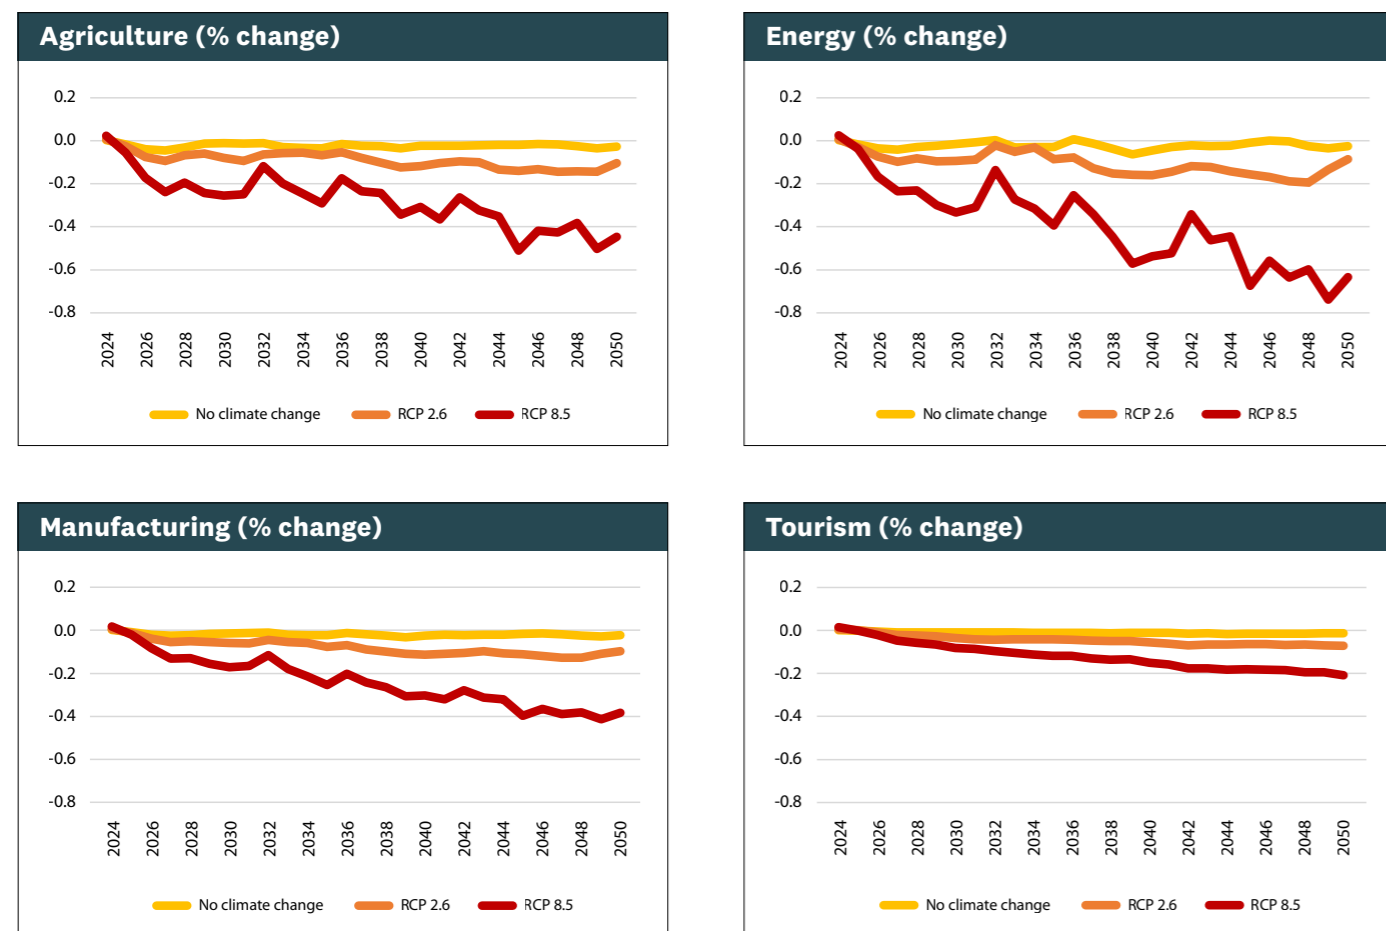 Agriculture (% change)
0.2
0.0
-0.2
-0.4
-0.6
-0.8
2024 2026 2028 2030 2032 2034 2036 2038 2040 2042 2044 2046 2048 2050
No climate change RCP 2.6 RCP 8.5
Energy (% change)
0.2
0.0
-0.2
-0.4
-0.6
-0.8
2024 2026 2028 2030 2032 2034 2036 2038 2040 2042 2044 2046 2048 2050
No climate change RCP 2.6 RCP 8.5
Manufacturing (% change)
0.2
0.0
-0.2
-0.4
-0.6
-0.8
2024 2026 2028 2030 2032 2034 2036 2038 2040 2042 2044 2046 2048 2050
No climate change RCP 2.6 RCP 8.5
Tourism (% change)
0.2
0.0
-0.2
-0.4
-0.6
-0.8
2024 2026 2028 2030 2032 2034 2036 2038 2040 2042 2044 2046 2048 2050
No climate change RCP 2.6 RCP 8.5